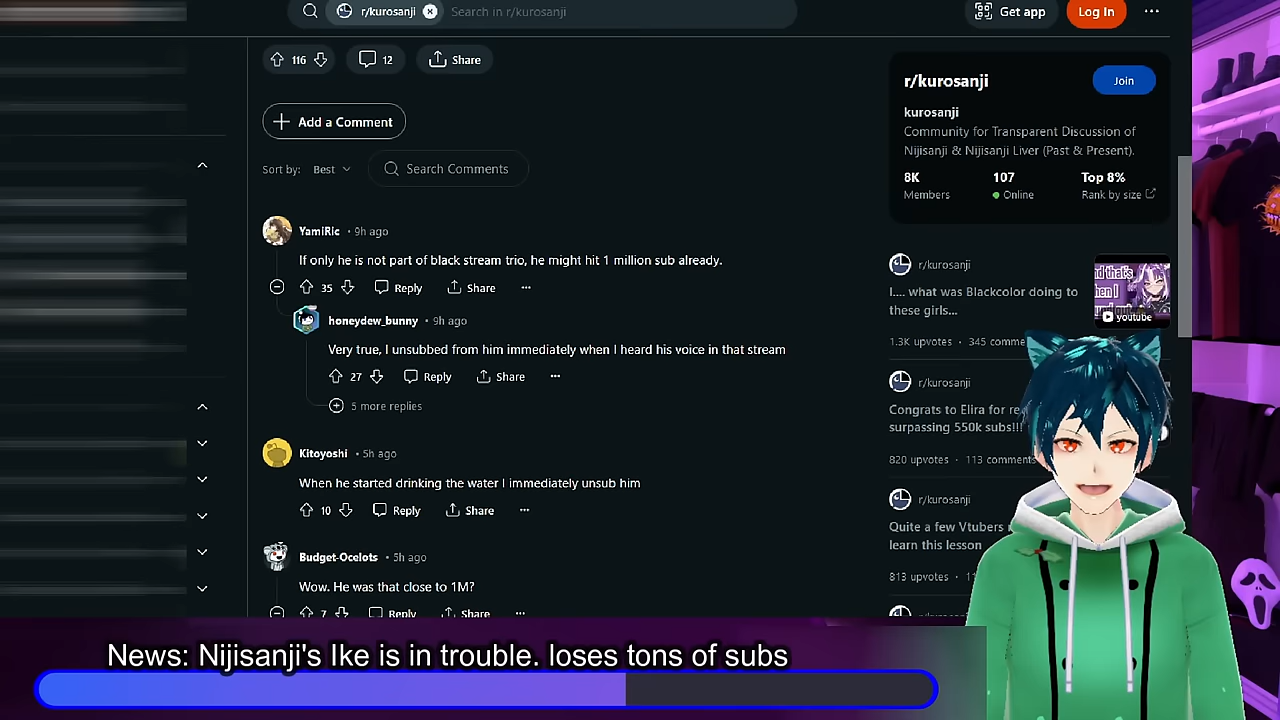 r/kurosanji
Search in r/kurosanji
Get app
Log In
116
12
Share
Add a Comment
Sort by:
Best
Search Comments
YamiRic • 9h ago
If only he is not part of black stream trio, he might hit 1 million sub already.
35
Reply
Share
honeydew_bunny • 9h ago
Very true, I unsubbed from him immediately when I heard his voice in that stream
27
Reply
Share
5 more replies
Kitoyoshi • 5h ago
When he started drinking the water I immediately unsub him
10
Reply
Share
Budget-Ocelots • 5h ago
Wow. He was that close to 1M?
7
Reply
Share
r/kurosanji
Join
kurosanji
Community for Transparent Discussion of
Nijisanji & Nijisanji Liver (Past & Present).
8K
107
Top 8%
Members
Online
Rank by size
r/kurosanji
I.... what was Blackcolor doing to
these girls...
1.3K upvotes • 345 comme
youtube
r/kurosanji
Congrats to Elira for re
surpassing 550k subs!!!
820 upvotes • 113 comments
r/kurosanji
Quite a few Vtubers
learn this lesson
813 upvotes • 11
News: Nijisanji's Ike is in trouble. loses tons of subs